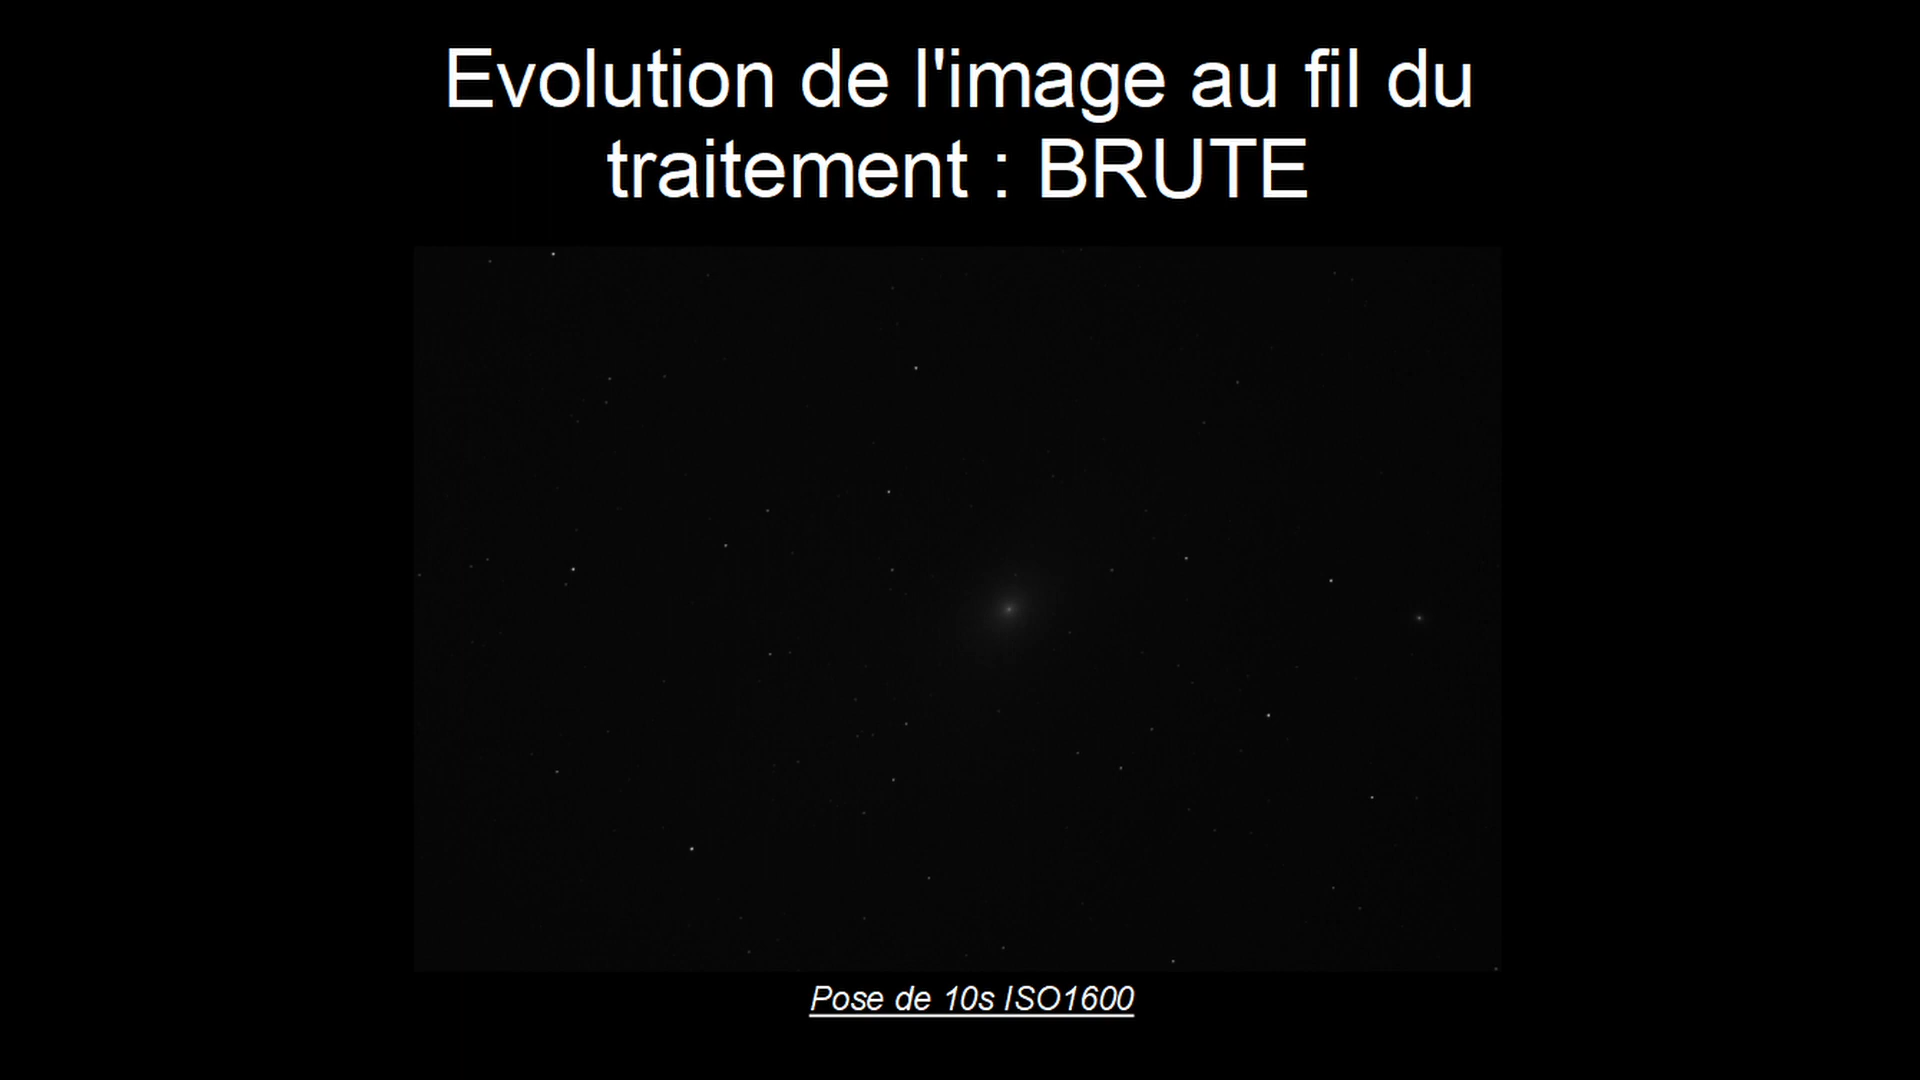 Evolution de l'image au fil du
traitement : BRUTE
Pose de 10s ISO1600